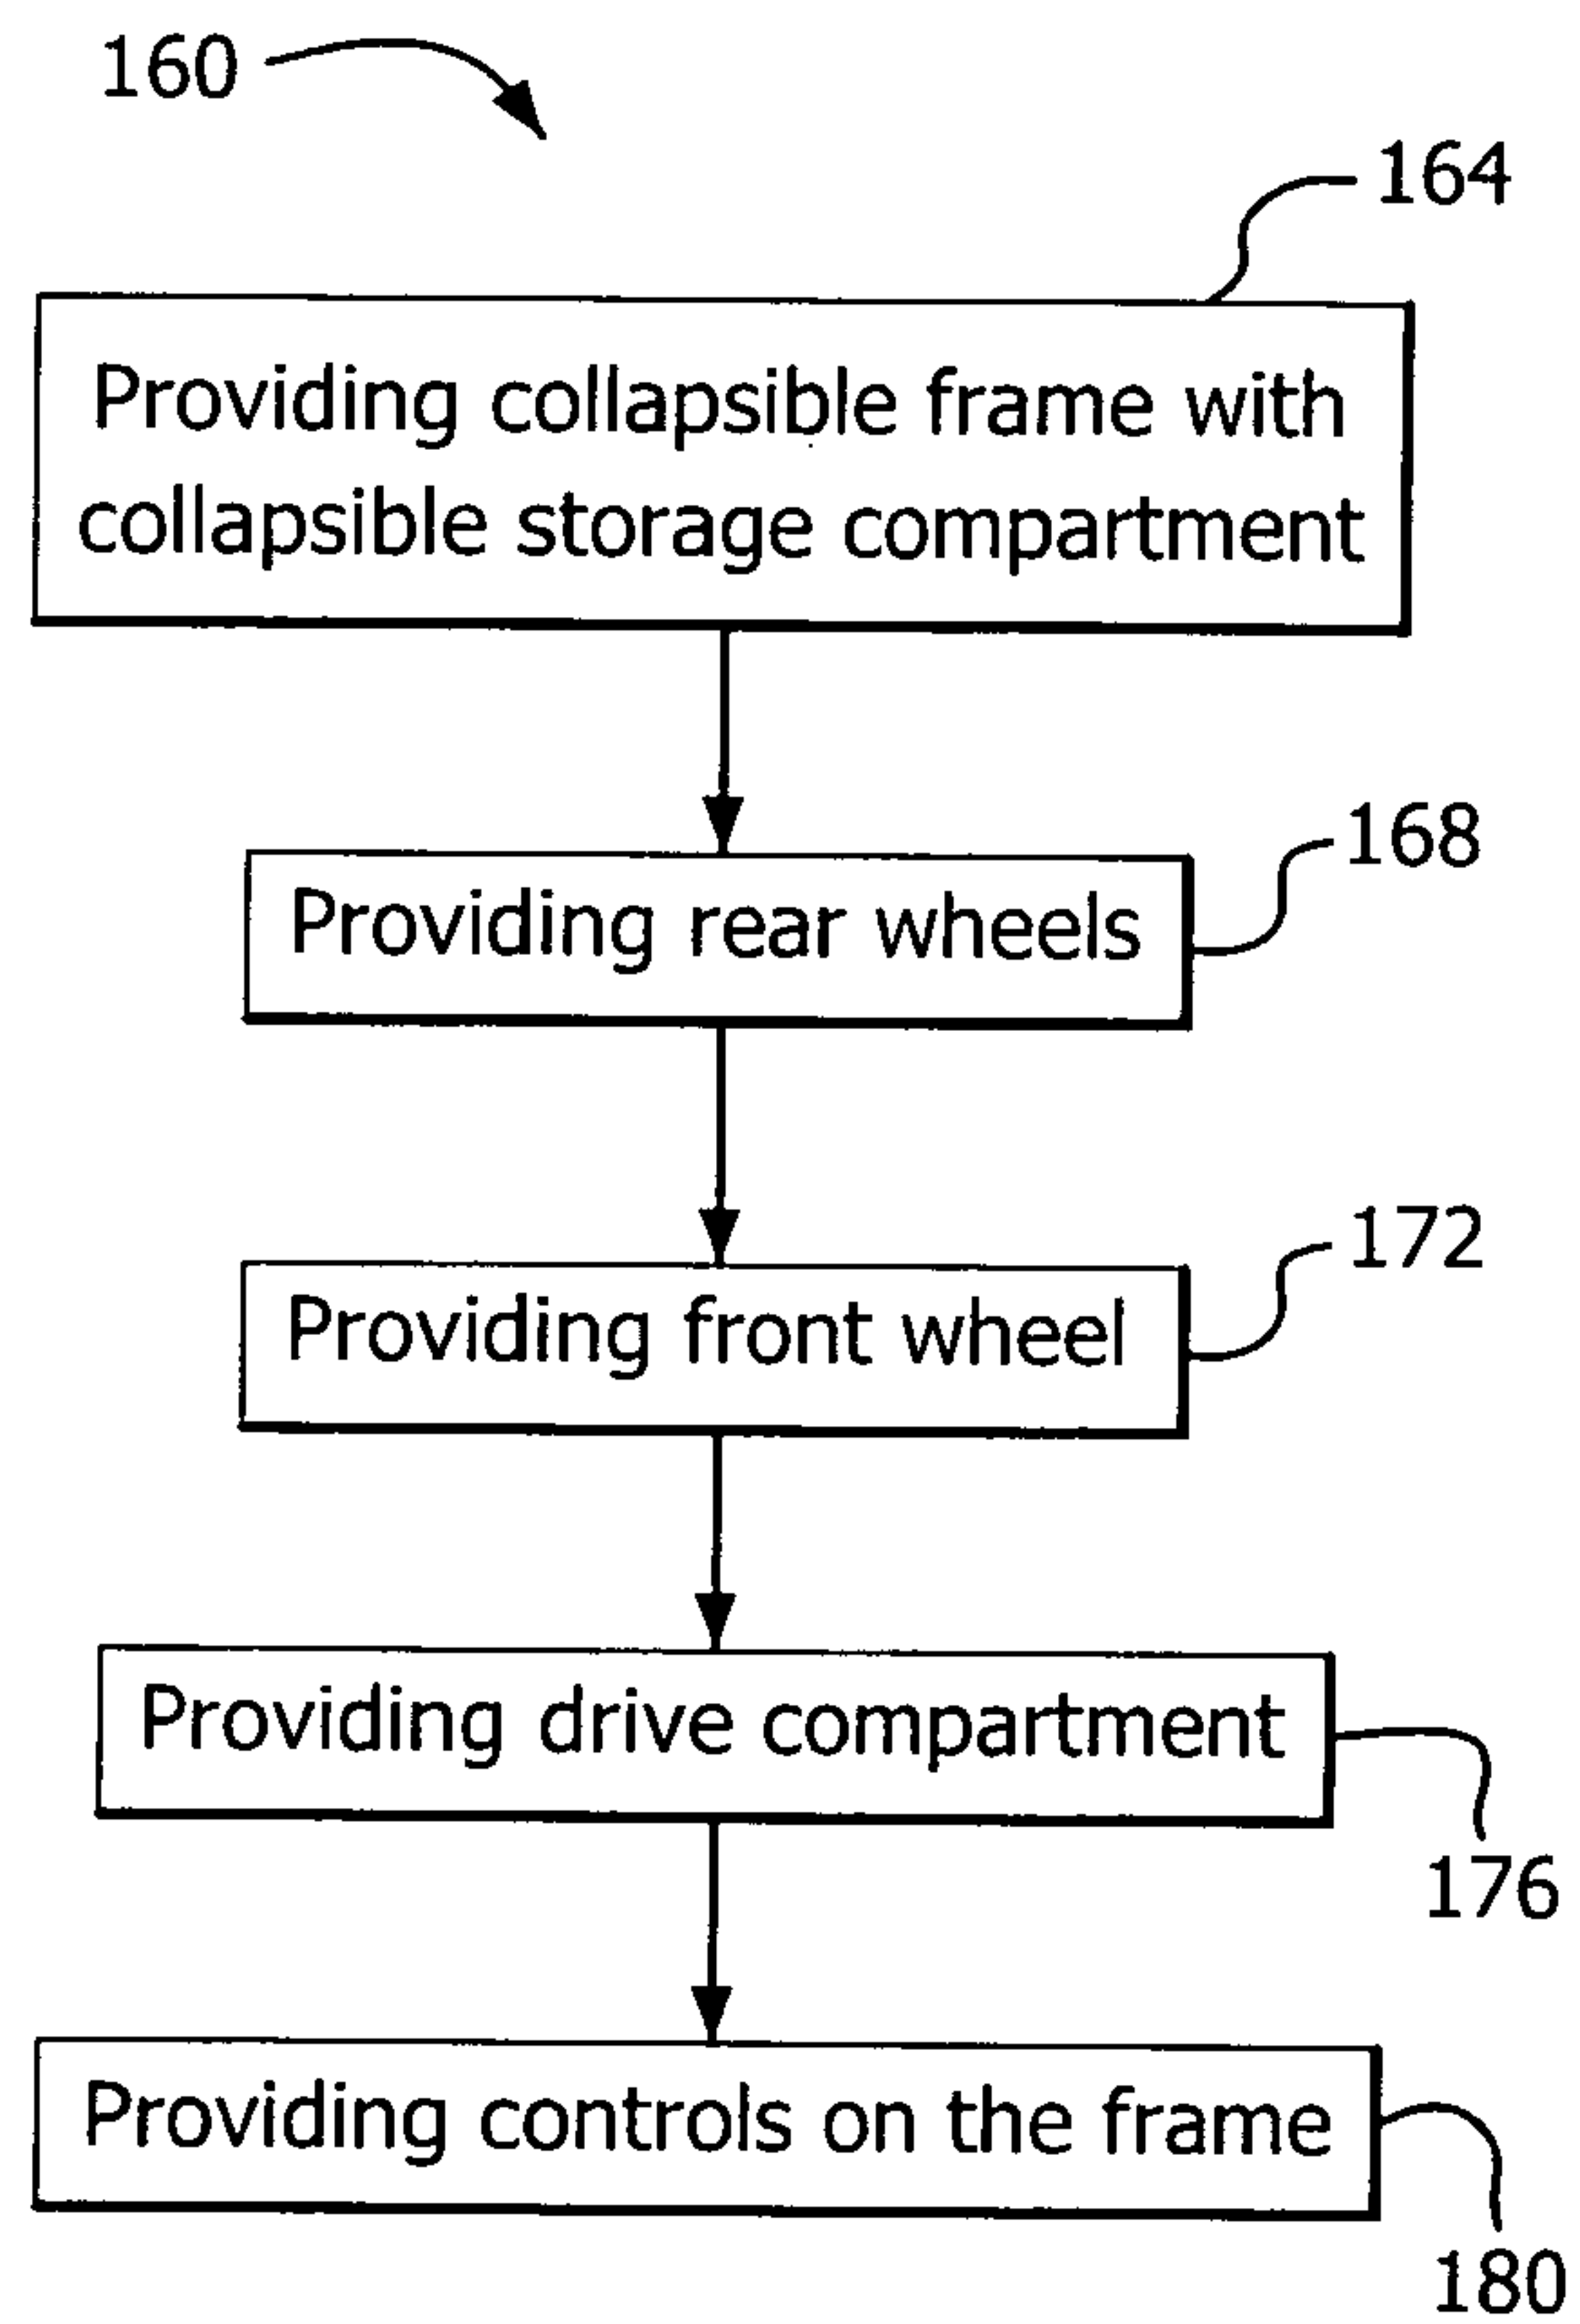 160
164
Providing collapsible frame with
collapsible storage compartment
168
Providing rear wheels
172
Providing front wheel
Providing drive compartment
176
Providing controls on the frame
180